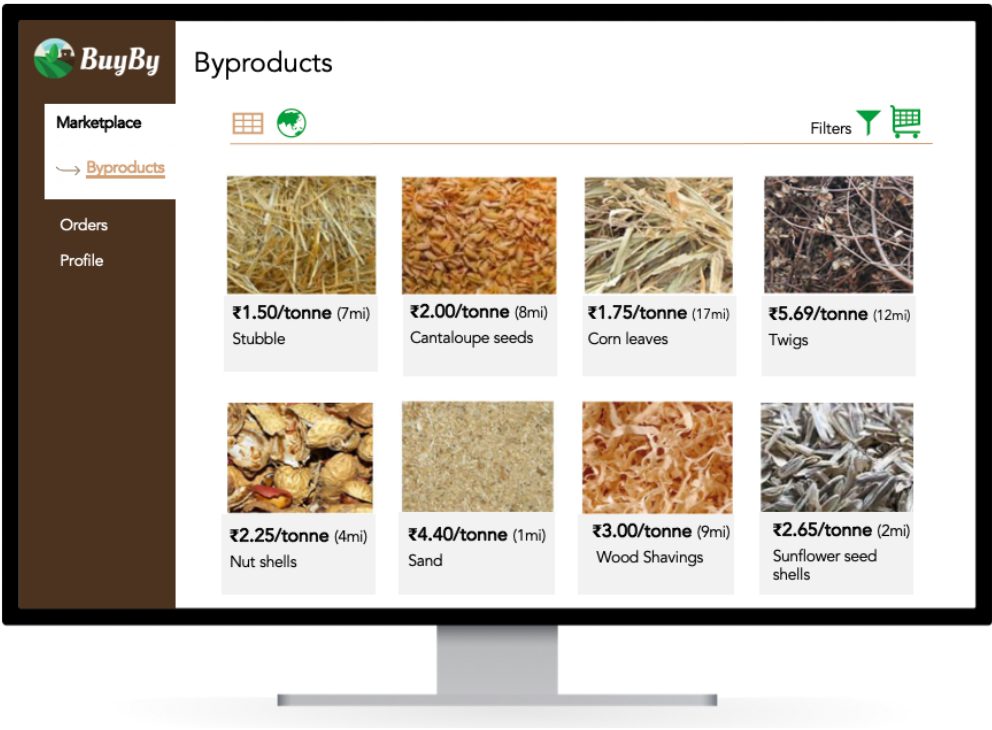 BuyBy
Byproducts
Marketplace
Byproducts
Orders
Profile
Filters
₹1.50/tonne (7mi)
Stubble
₹2.00/tonne (8mi)
Cantaloupe seeds
₹1.75/tonne (17mi)
Corn leaves
₹5.69/tonne (12mi)
Twigs
₹2.25/tonne (4mi)
Nut shells
₹4.40/tonne (1mi)
Sand
₹3.00/tonne (9mi)
Wood Shavings
₹2.65/tonne (2mi)
Sunflower seed
shells